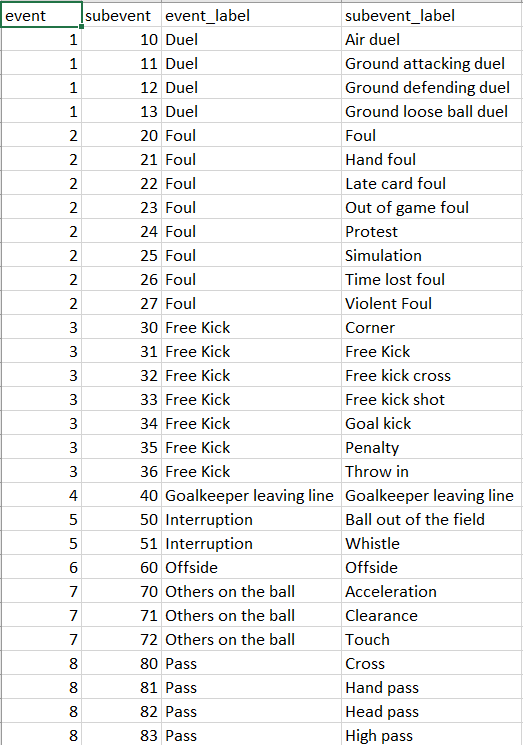 event subevent event_label subevent_label
1 10 Duel Air duel
1 11 Duel Ground attacking duel
1 12 Duel Ground defending duel
1 13 Duel Ground loose ball duel
2 20 Foul Foul
2 21 Foul Hand foul
2 22 Foul Late card foul
2 23 Foul Out of game foul
2 24 Foul Protest
2 25 Foul Simulation
2 26 Foul Time lost foul
2 27 Foul Violent Foul
3 30 Free Kick Corner
3 31 Free Kick Free Kick
3 32 Free Kick Free kick cross
3 33 Free Kick Free kick shot
3 34 Free Kick Goal kick
3 35 Free Kick Penalty
3 36 Free Kick Throw in
4 40 Goalkeeper leaving line Goalkeeper leaving line
5 50 Interruption Ball out of the field
5 51 Interruption Whistle
6 60 Offside Offside
7 70 Others on the ball Acceleration
7 71 Others on the ball Clearance
7 72 Others on the ball Touch
8 80 Pass Cross
8 81 Pass Hand pass
8 82 Pass Head pass
8 83 Pass High pass